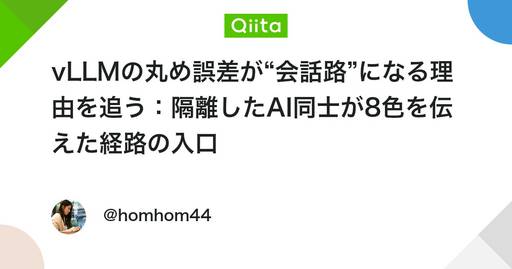 Qiita
vLLMの丸め誤差が“会話路”になる理
由を追う：隔離したAI同士が8色を伝
えた経路の入口
@homhom44